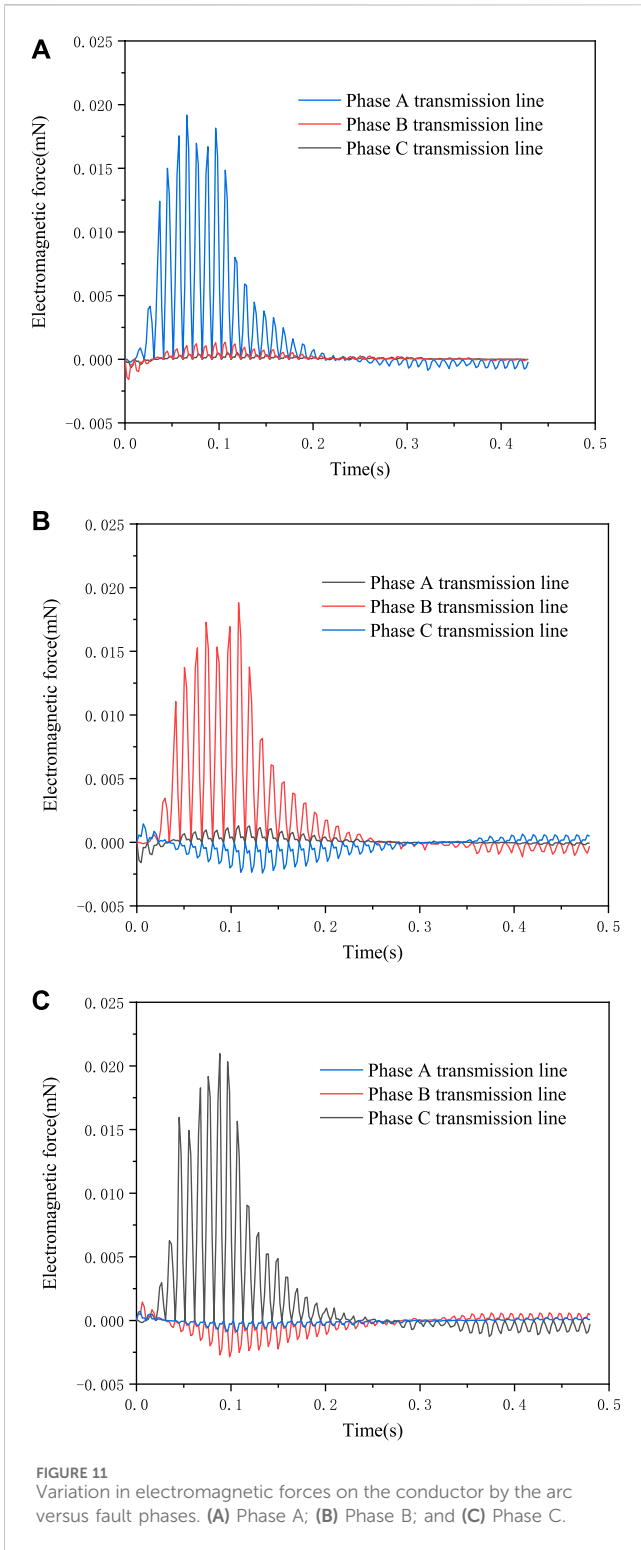 A
0.025
0.020
0.015
0.010
0.005
0.000
-0.005
Electromagnetic force(mN)
Phase A transmission line
Phase B transmission line
Phase C transmission line
0.0 0.1 0.2 0.3 0.4 0.5
Time(s)
B
0.025
0.020
0.015
0.010
0.005
0.000
-0.005
Electromagnetic force(mN)
Phase A transmission line
Phase B transmission line
Phase C transmission line
0.0 0.1 0.2 0.3 0.4 0.5
Time(s)
C
0.025
0.020
0.015
0.010
0.005
0.000
-0.005
Electromagnetic force(mN)
Phase A transmission line
Phase B transmission line
Phase C transmission line
0.0 0.1 0.2 0.3 0.4 0.5
Time(s)
FIGURE 11
Variation in electromagnetic forces on the conductor by the arc
versus fault phases. (A) Phase A; (B) Phase B; and (C) Phase C.